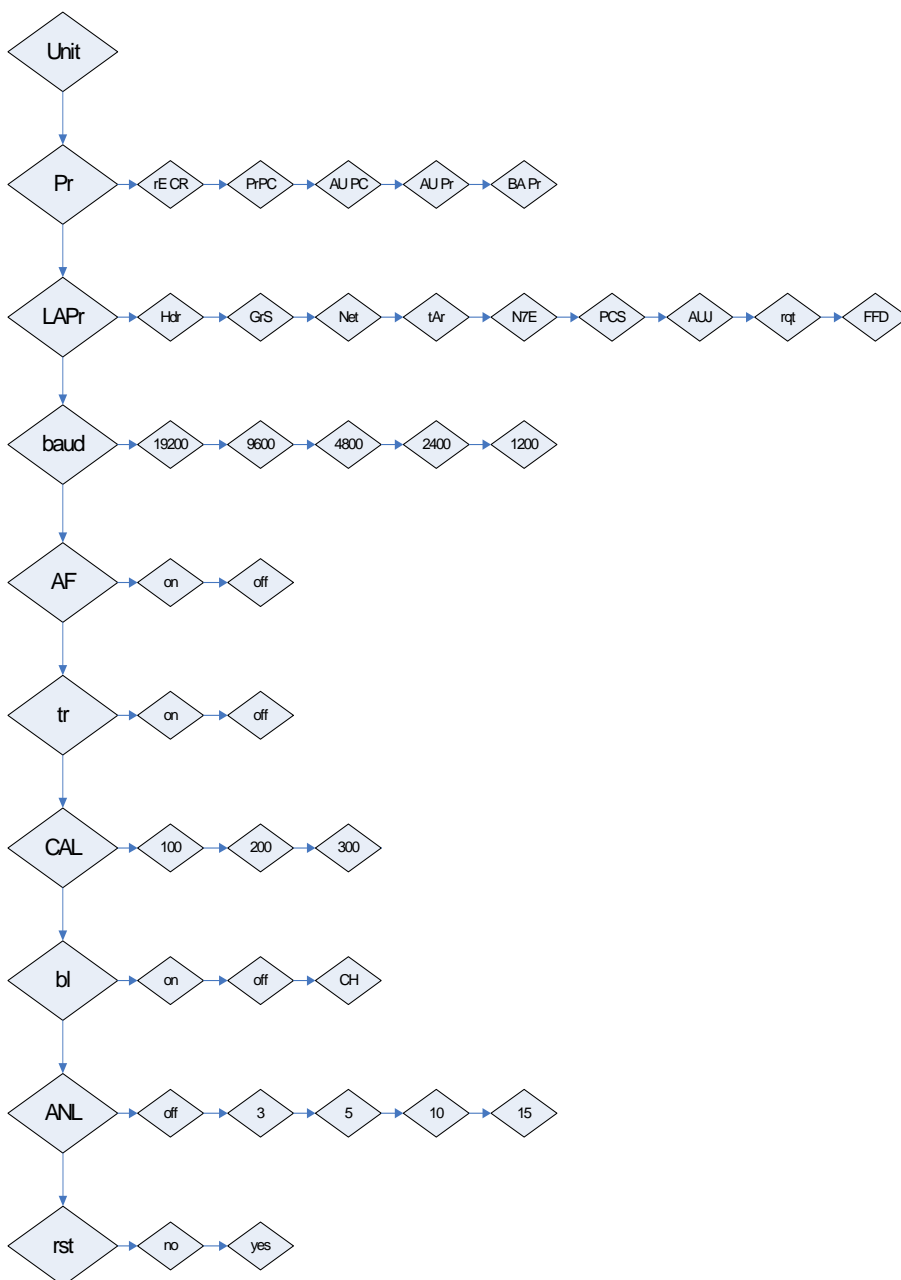 Unit
Pr rE CR PrPC AU PC AU Pr BA Pr
LAPr Hdr GrS Net tAr N7E PCS AUJ rqt FFD
baud 19200 9600 4800 2400 1200
AF on off
tr on off
CAL 100 200 300
bl on off CH
ANL off 3 5 10 15
rst no yes